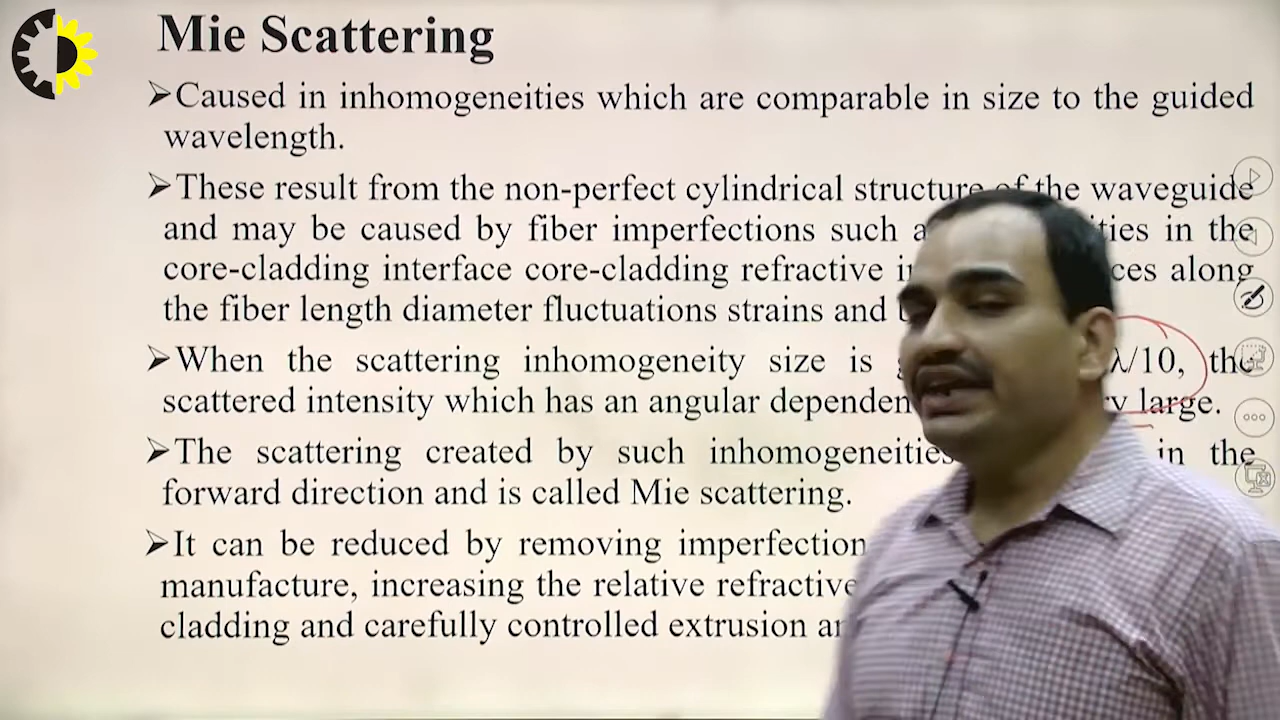 Mie Scattering
➢Caused in inhomogeneities which are comparable in size to the guided
wavelength.
➢These result from the non-perfect cylindrical structure of the waveguide
and may be caused by fiber imperfections such in the
core-cladding interface core-cladding refractive along
the fiber length diameter fluctuations strains and
➢When the scattering inhomogeneity size is λ/10, the
scattered intensity which has an angular large.
➢The scattering created by such inhomogeneities in the
forward direction and is called Mie scattering.
➢It can be reduced by removing
manufacture, increasing the relative refractive
cladding and carefully controlled extrusion